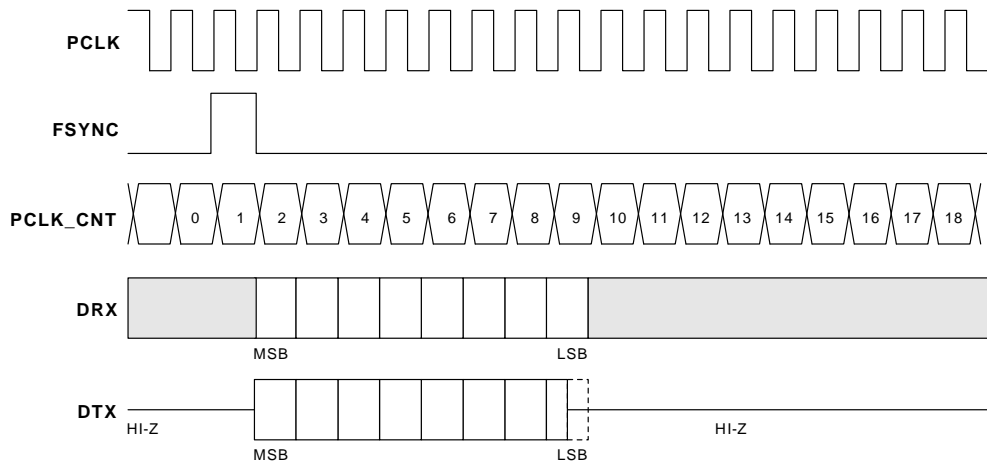 PCLK
FSYNC
PCLK_CNT 0 1 2 3 4 5 6 7 8 9 10 11 12 13 14 15 16 17 18
DRX
MSB LSB
DTX
HI-Z HI-Z
MSB LSB